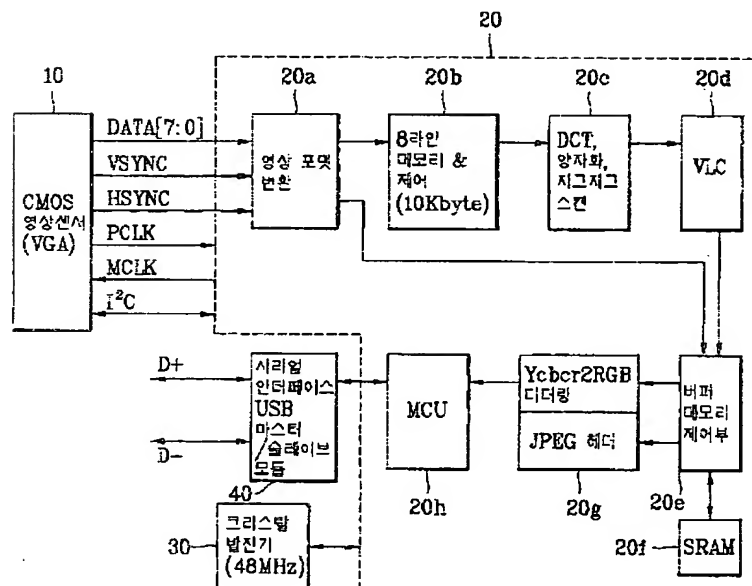 20
10
20a
20b
20c
20d
DATA[7:0]
VSYNC
HSYNC
PCLK
MCLK
I²C
CMOS
영상센서
(VGA)
영상 포맷
변환
8라인
메모리 &
제어
(10Kbyte)
DCT,
양자화,
지그재그
스캔
VLC
D+
D-
시리얼
인터페이스
USB
마스터
/슬레이브
모듈
40
MCU
20h
Ycbcr2RGB
디더링
JPEG 헤더
20g
버퍼
메모리
제어부
20e
30
크리스탈
발진기
(48MHz)
20f
SRAM